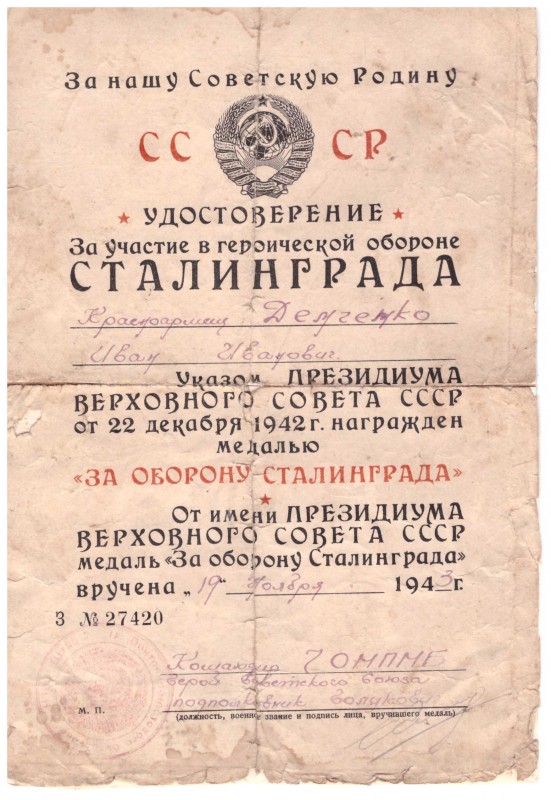 За нашу Советскую Родину
СС СР
УДОСТОВЕРЕНИЕ
За участие в героической обороне
СТАЛИНГРАДА
Красноармеец Демченко
Иван Иванович.
Указом ПРЕЗИДИУМА
ВЕРХОВНОГО СОВЕТА СССР
от 22 декабря 1942 г. награжден
медалью
«ЗА ОБОРОНУ СТАЛИНГРАДА»
От имени ПРЕЗИДИУМА
ВЕРХОВНОГО СОВЕТА СССР
медаль «За оборону Сталинграда»
вручена „19" ноября 1943 г.
З № 27420
Командир
герой Советского Союза
подполковник
М. П.
(должность, военное звание и подпись лица, вручившего медаль)